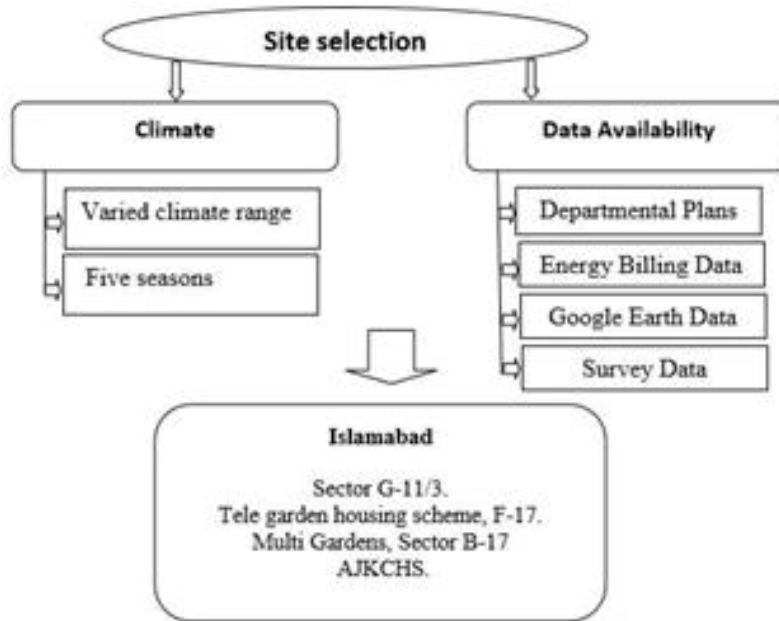 Site selection
Climate
Varied climate range
Five seasons
Data Availability
Departmental Plans
Energy Billing Data
Google Earth Data
Survey Data
Islamabad
Sector G-11/3.
Tele garden housing scheme, F-17.
Multi Gardens, Sector B-17
AJKCHS.